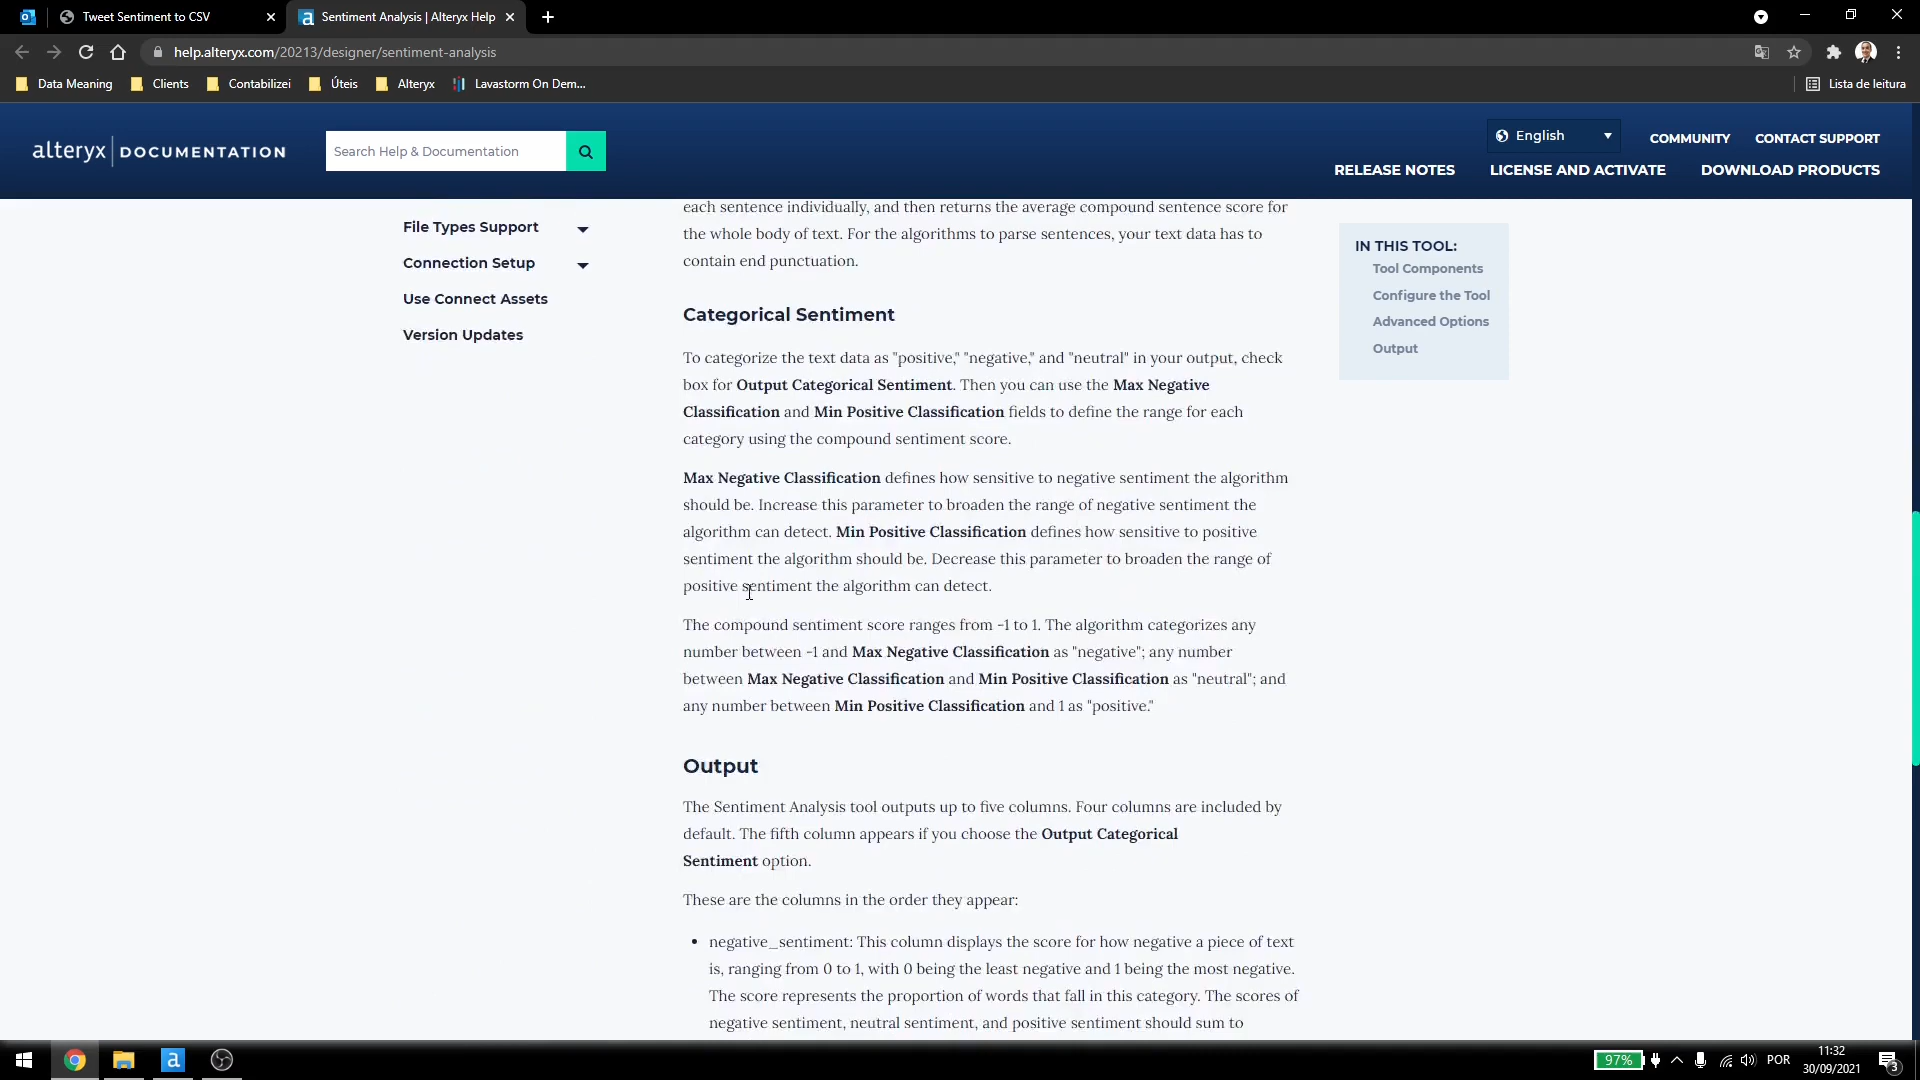 Tweet Sentiment to CSV
Sentiment Analysis | Alteryx Help
help.alteryx.com/20213/designer/sentiment-analysis
Data Meaning
Clients
Contabilizei
Úteis
Alteryx
Lavastorm On Dem...
Lista de leitura
alteryx DOCUMENTATION
Search Help & Documentation
English
COMMUNITY
CONTACT SUPPORT
RELEASE NOTES
LICENSE AND ACTIVATE
DOWNLOAD PRODUCTS
File Types Support
Connection Setup
Use Connect Assets
Version Updates
each sentence individually, and then returns the average compound sentence score for
the whole body of text. For the algorithms to parse sentences, your text data has to
contain end punctuation.
Categorical Sentiment
To categorize the text data as "positive," "negative," and "neutral" in your output, check
box for Output Categorical Sentiment. Then you can use the Max Negative
Classification and Min Positive Classification fields to define the range for each
category using the compound sentiment score.
Max Negative Classification defines how sensitive to negative sentiment the algorithm
should be. Increase this parameter to broaden the range of negative sentiment the
algorithm can detect. Min Positive Classification defines how sensitive to positive
sentiment the algorithm should be. Decrease this parameter to broaden the range of
positive sentiment the algorithm can detect.
The compound sentiment score ranges from -1 to 1. The algorithm categorizes any
number between -1 and Max Negative Classification as "negative"; any number
between Max Negative Classification and Min Positive Classification as "neutral"; and
any number between Min Positive Classification and 1 as "positive."
Output
The Sentiment Analysis tool outputs up to five columns. Four columns are included by
default. The fifth column appears if you choose the Output Categorical
Sentiment option.
These are the columns in the order they appear:
• negative_sentiment: This column displays the score for how negative a piece of text
is, ranging from 0 to 1, with 0 being the least negative and 1 being the most negative.
The score represents the proportion of words that fall in this category. The scores of
negative sentiment, neutral sentiment, and positive sentiment should sum to
IN THIS TOOL:
Tool Components
Configure the Tool
Advanced Options
Output
97%
POR
11:32
30/09/2021
3